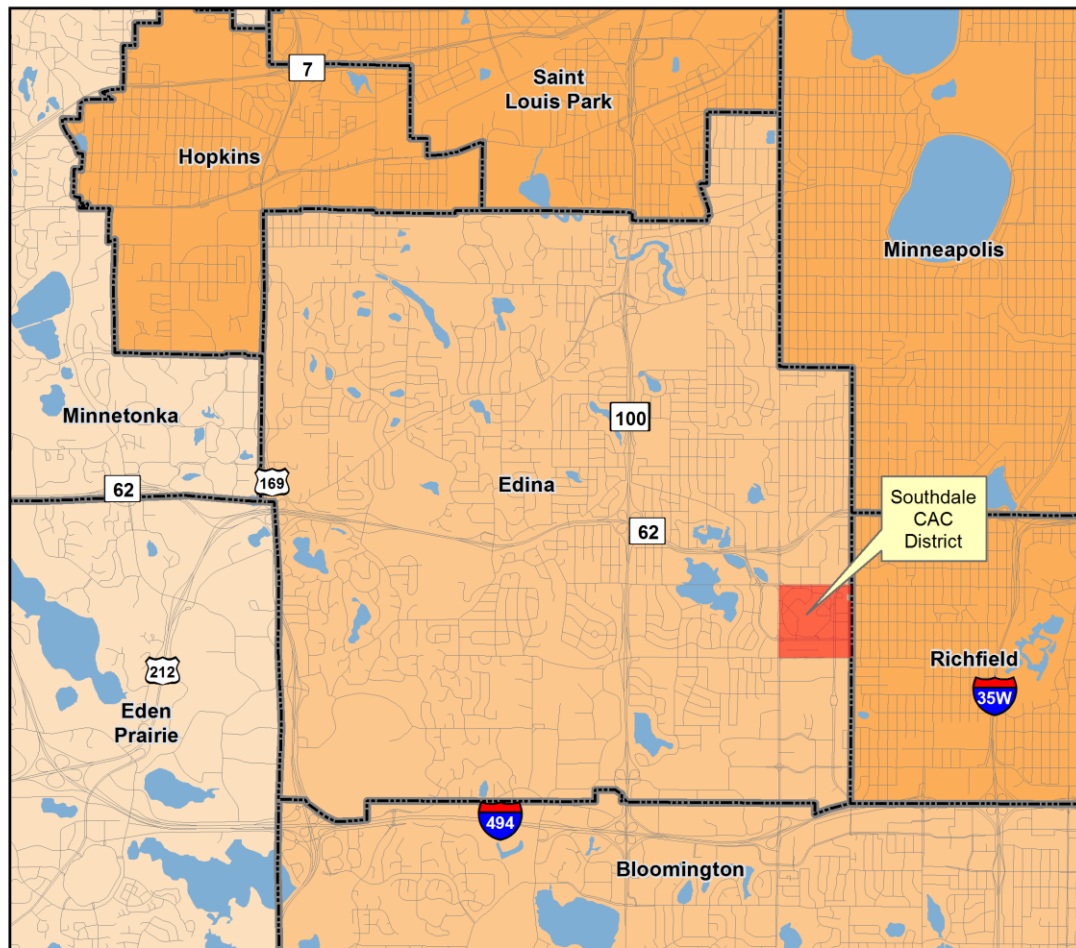 7
Saint
Louis Park
Hopkins
Minneapolis
Minnetonka
100
169
62
Edina
Southdale
CAC
District
62
212
Richfield
35W
Eden
Prairie
494
Bloomington